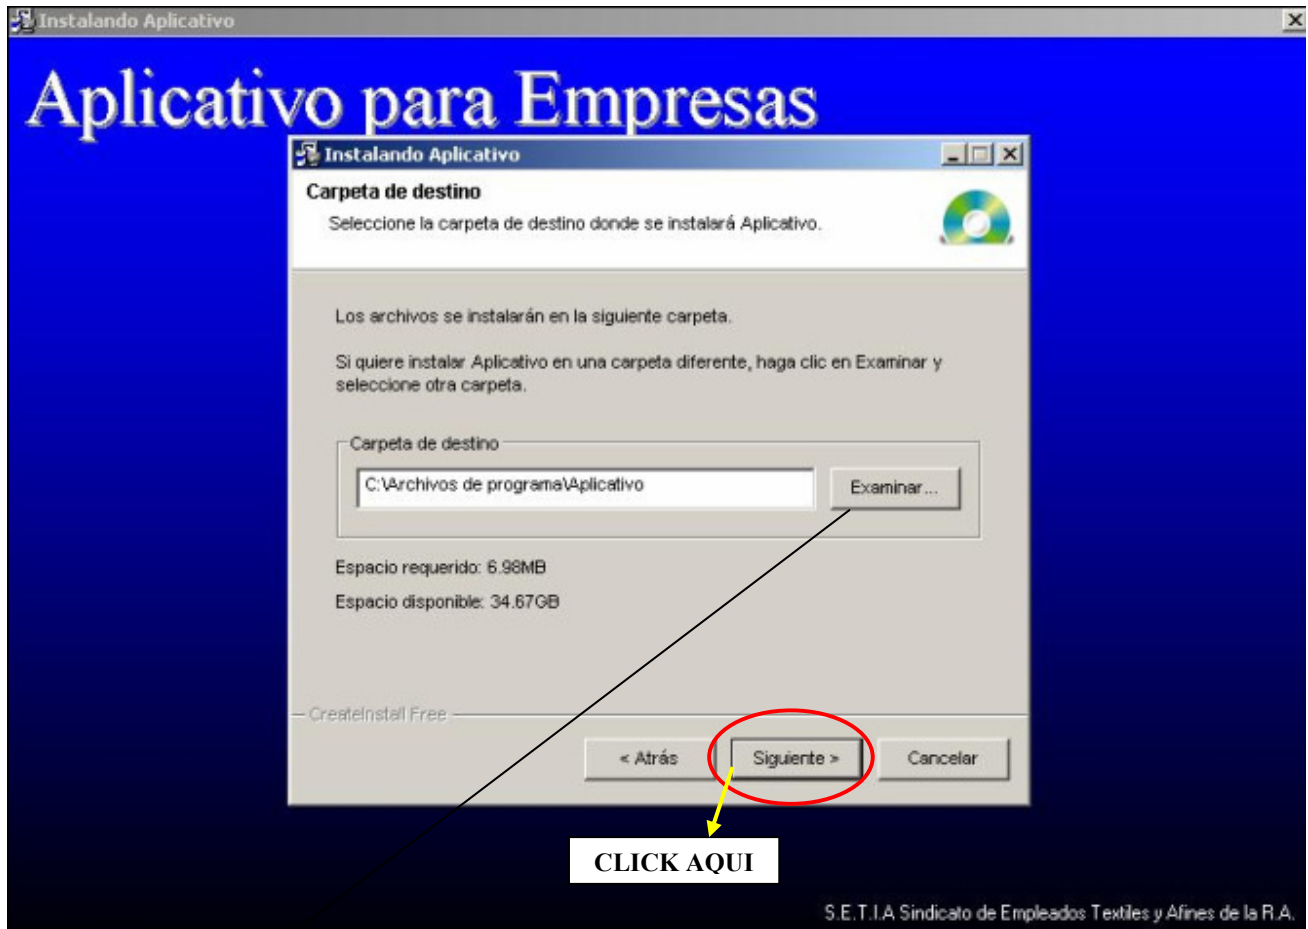 Instalando Aplicativo
Aplicativo para Empresas
Instalando Aplicativo
Carpeta de destino
Seleccione la carpeta de destino donde se instalará Aplicativo.
Los archivos se instalarán en la siguiente carpeta.
Si quiere instalar Aplicativo en una carpeta diferente, haga clic en Examinar y
seleccione otra carpeta.
Carpeta de destino
C:\Archivos de programa\Aplicativo
Examinar...
Espacio requerido: 6.98MB
Espacio disponible: 34.67GB
CreateInstall Free
< Atrás
Siguiente >
Cancelar
CLICK AQUI
S.E.T.I.A Sindicato de Empleados Textiles y Afines de la R.A.